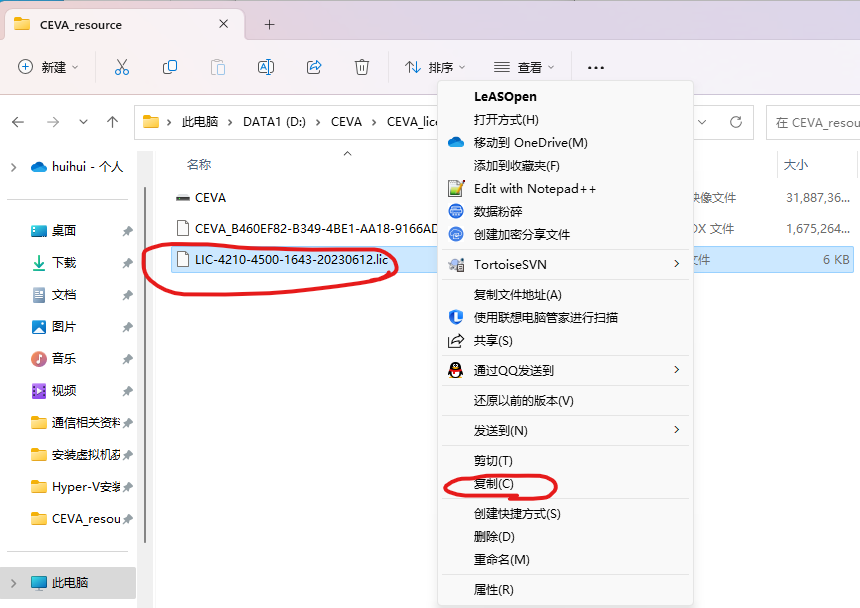 CEVA_resource
新建
排序
查看
此电脑
DATA1 (D:)
CEVA
CEVA_lic
在 CEVA_resou
huihui - 个人
桌面
下载
文档
图片
音乐
视频
通信相关资料
安装虚拟机
Hyper-V安装
CEVA_resou
此电脑
名称
大小
CEVA
映像文件
31,887,36...
CEVA_B460EF82-B349-4BE1-AA18-9166AD
DX 文件
1,675,264...
LIC-4210-4500-1643-20230612.lic
文件
6 KB
LeASOpen
打开方式(H)
移动到 OneDrive(M)
添加到收藏夹(F)
Edit with Notepad++
数据粉碎
创建加密分享文件
TortoiseSVN
复制文件地址(A)
使用联想电脑管家进行扫描
共享(S)
通过QQ发送到
还原以前的版本(V)
发送到(N)
剪切(T)
复制(C)
创建快捷方式(S)
删除(D)
重命名(M)
属性(R)